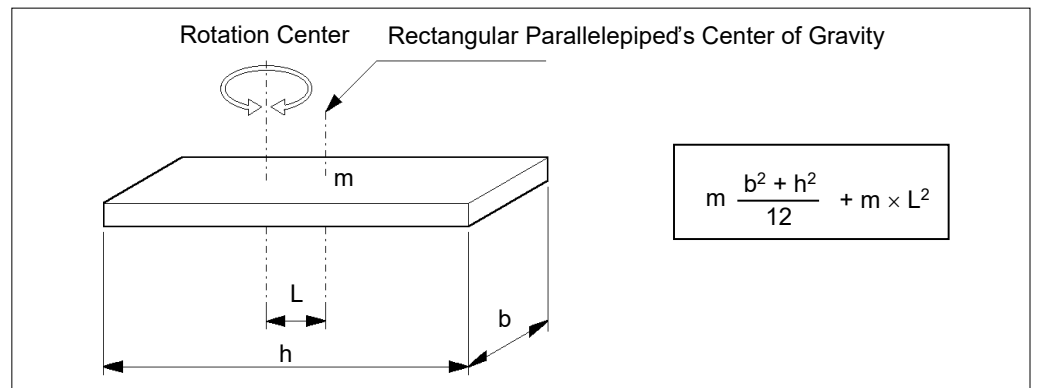 Rotation Center
Rectangular Parallelepiped's Center of Gravity
m
m b² + h² / 12 + m × L²
L
b
h